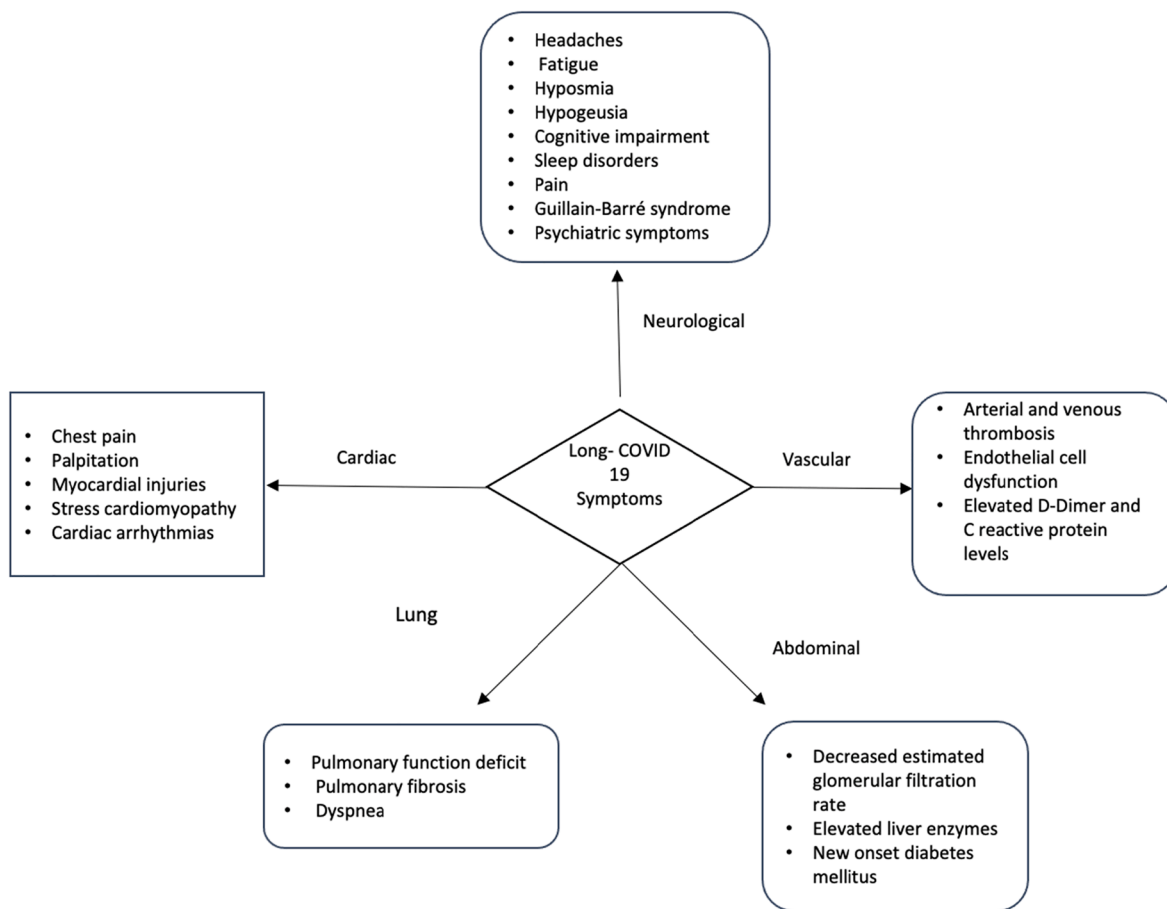 • Headaches
• Fatigue
• Hyposmia
• Hypogeusia
• Cognitive impairment
• Sleep disorders
• Pain
• Guillain-Barré syndrome
• Psychiatric symptoms
Neurological
• Chest pain
• Palpitation
• Myocardial injuries
• Stress cardiomyopathy
• Cardiac arrhythmias
Cardiac
Long- COVID
19
Symptoms
Vascular
• Arterial and venous
thrombosis
• Endothelial cell
dysfunction
• Elevated D-Dimer and
C reactive protein
levels
Lung
Abdominal
• Pulmonary function deficit
• Pulmonary fibrosis
• Dyspnea
• Decreased estimated
glomerular filtration
rate
• Elevated liver enzymes
• New onset diabetes
mellitus